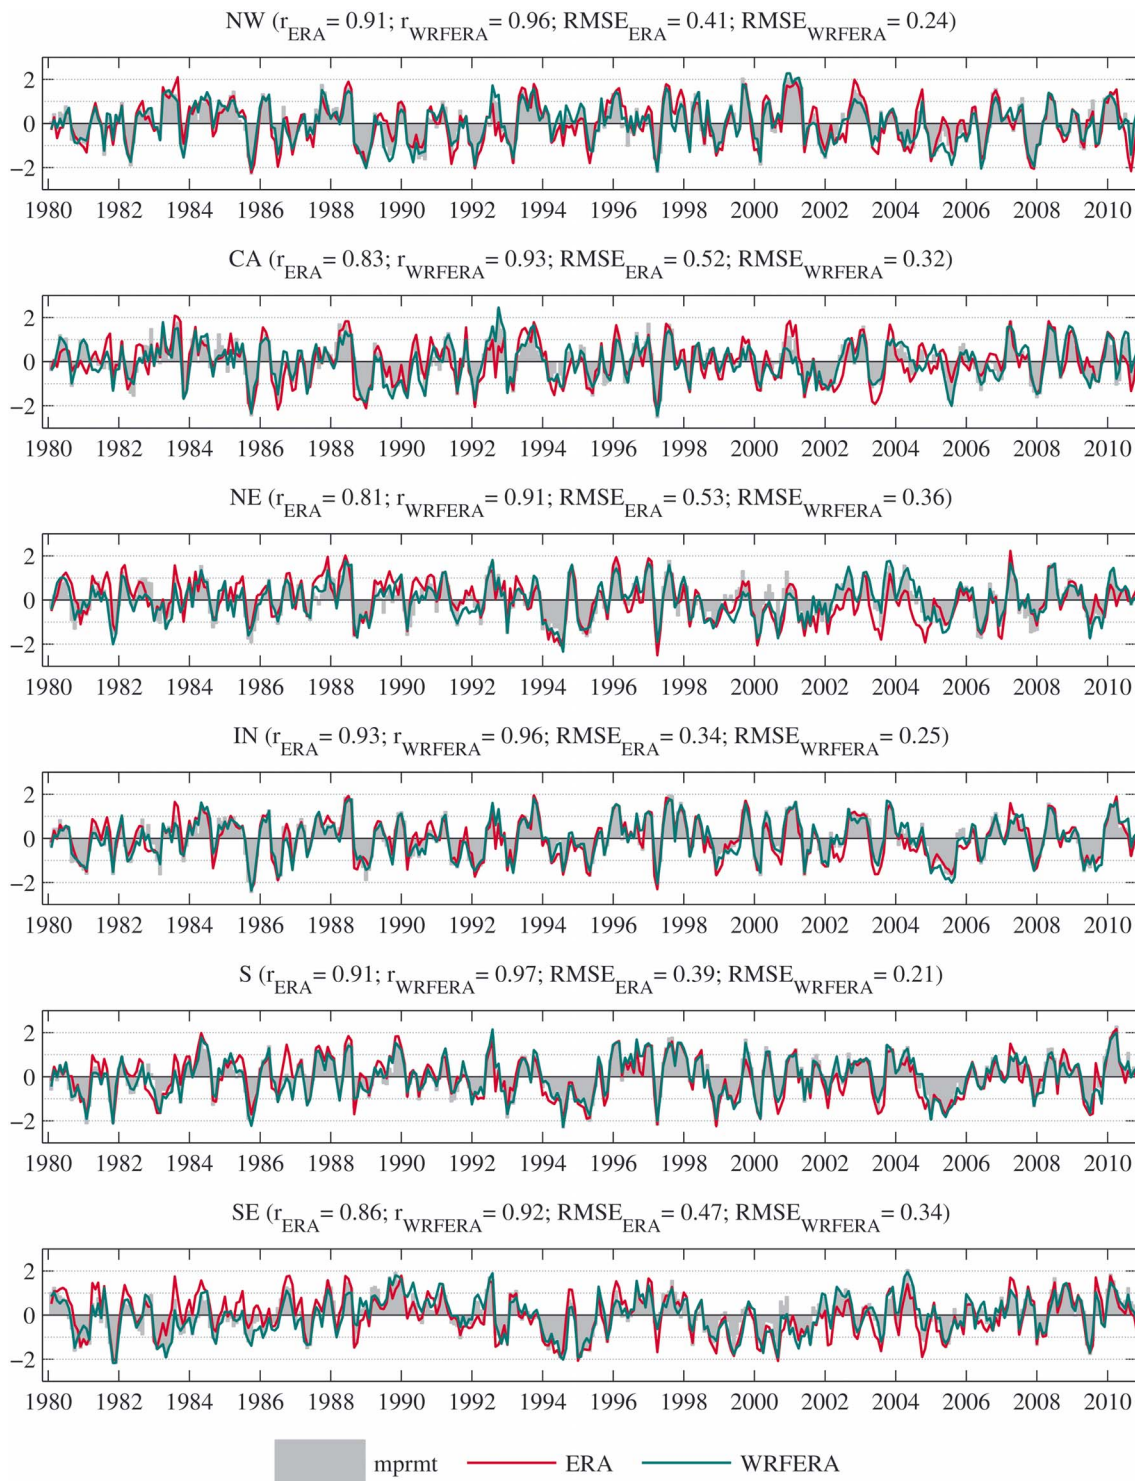 NW (rERA= 0.91; rWRFERA= 0.96; RMSEERA= 0.41; RMSEWRFERA= 0.24)
2
0
−2
1980 1982 1984 1986 1988 1990 1992 1994 1996 1998 2000 2002 2004 2006 2008 2010
CA (rERA= 0.83; rWRFERA= 0.93; RMSEERA= 0.52; RMSEWRFERA= 0.32)
2
0
−2
1980 1982 1984 1986 1988 1990 1992 1994 1996 1998 2000 2002 2004 2006 2008 2010
NE (rERA= 0.81; rWRFERA= 0.91; RMSEERA= 0.53; RMSEWRFERA= 0.36)
2
0
−2
1980 1982 1984 1986 1988 1990 1992 1994 1996 1998 2000 2002 2004 2006 2008 2010
IN (rERA= 0.93; rWRFERA= 0.96; RMSEERA= 0.34; RMSEWRFERA= 0.25)
2
0
−2
1980 1982 1984 1986 1988 1990 1992 1994 1996 1998 2000 2002 2004 2006 2008 2010
S (rERA= 0.91; rWRFERA= 0.97; RMSEERA= 0.39; RMSEWRFERA= 0.21)
2
0
−2
1980 1982 1984 1986 1988 1990 1992 1994 1996 1998 2000 2002 2004 2006 2008 2010
SE (rERA= 0.86; rWRFERA= 0.92; RMSEERA= 0.47; RMSEWRFERA= 0.34)
2
0
−2
1980 1982 1984 1986 1988 1990 1992 1994 1996 1998 2000 2002 2004 2006 2008 2010
mprmt ERA WRFERA